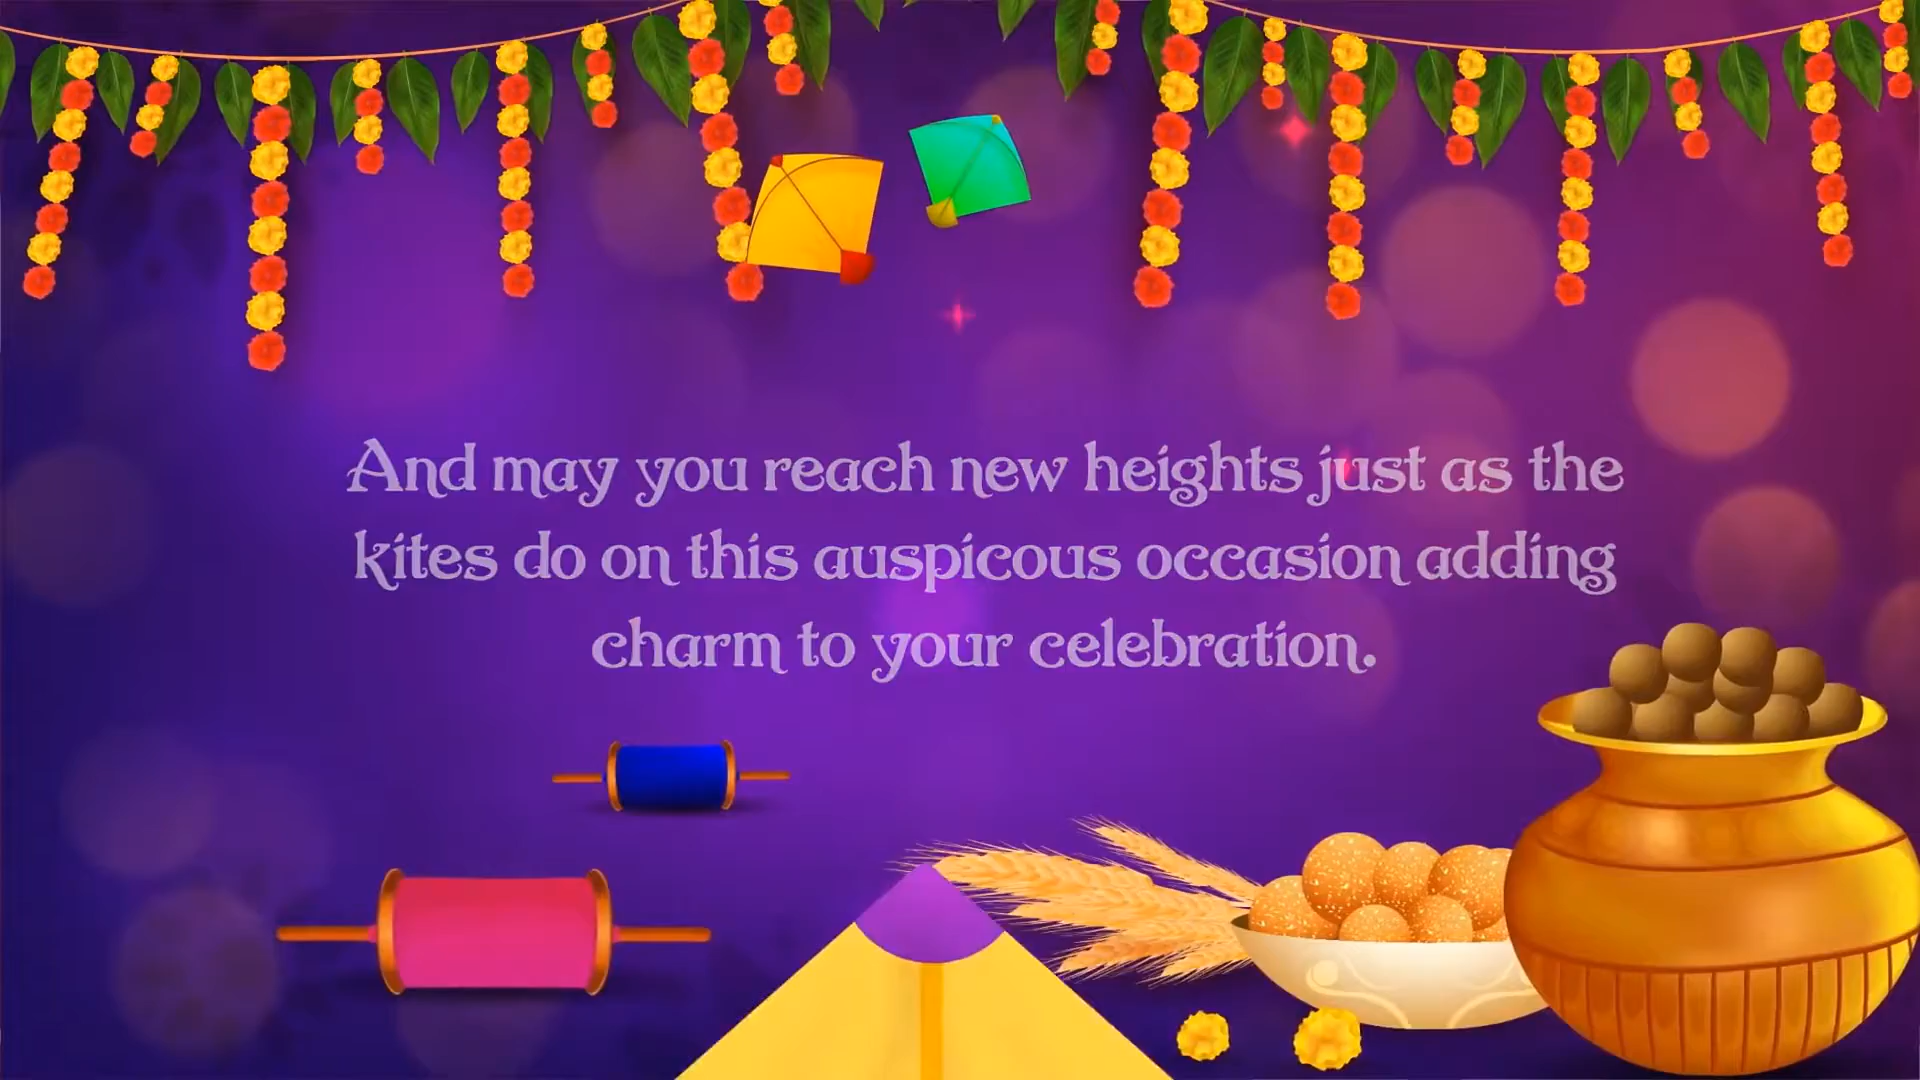 And may you reach new heights just as the
kites do on this auspicous occasion adding
charm to your celebration.